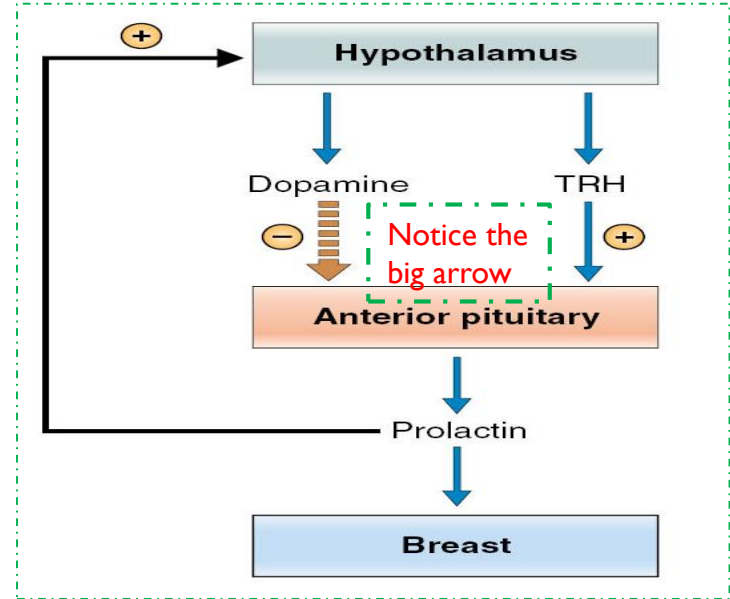 +
Hypothalamus
Dopamine
TRH
−
Notice the
big arrow
+
Anterior pituitary
Prolactin
Breast